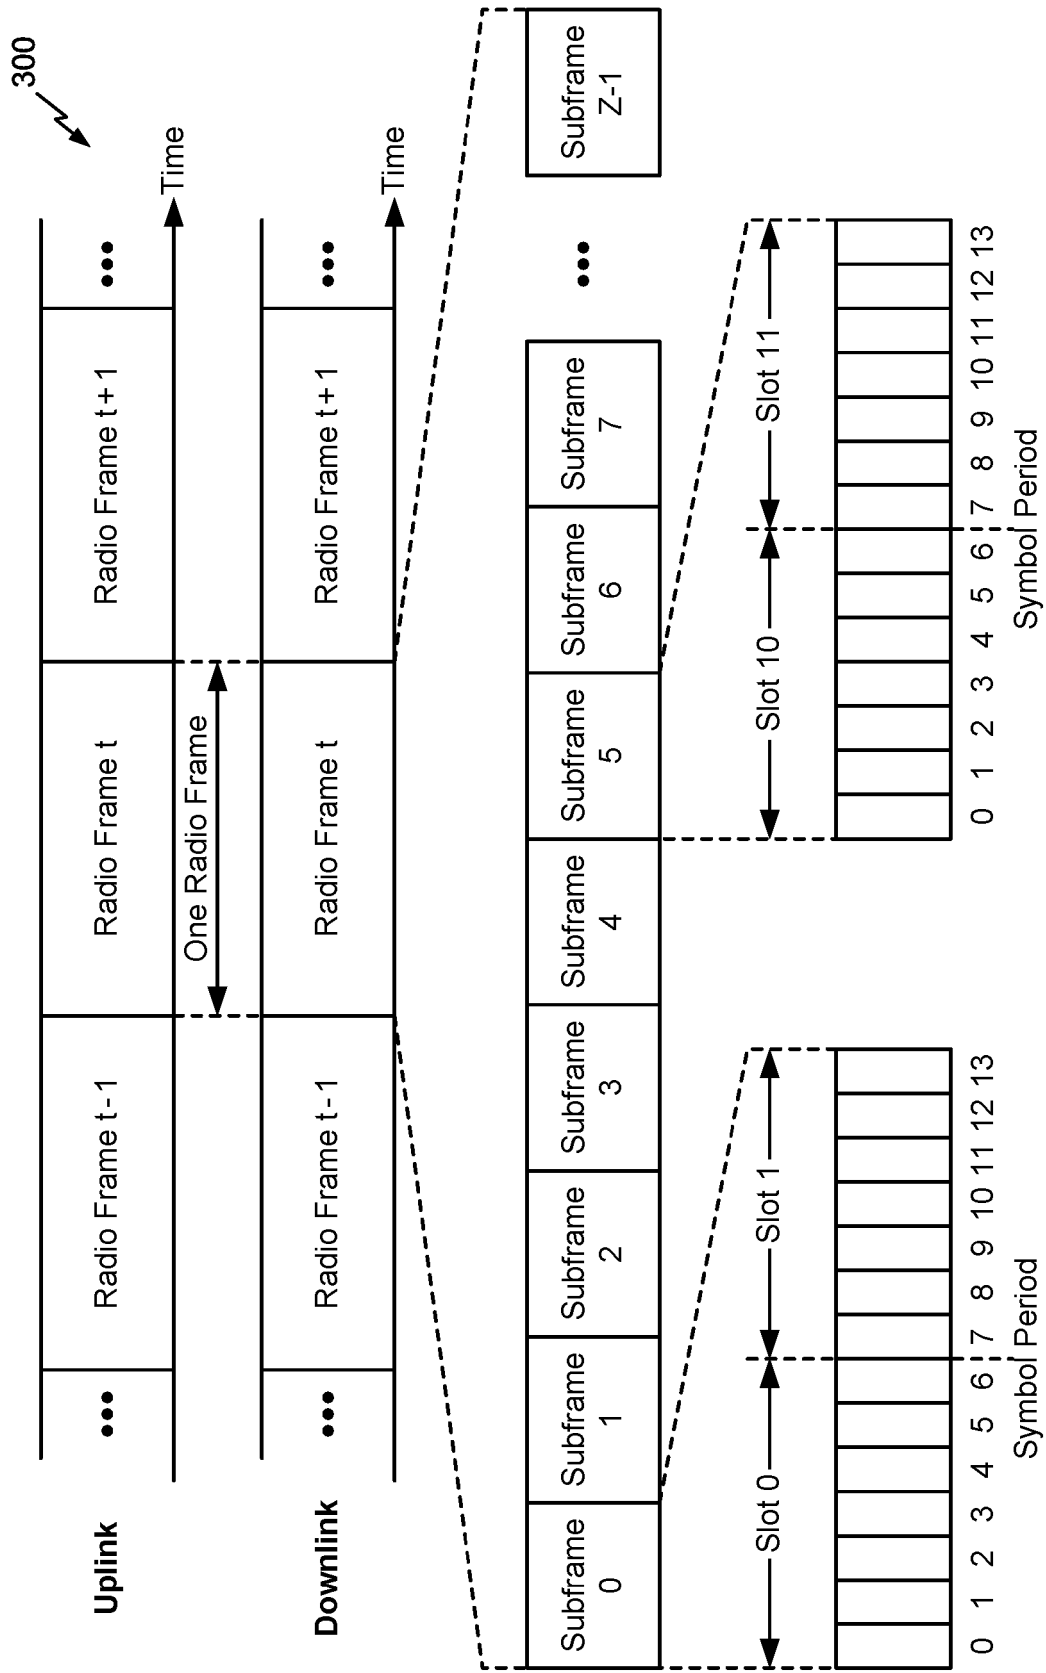 300
Uplink
•••
Radio Frame t-1
Radio Frame t
Radio Frame t+1
•••
Time
One Radio Frame
Downlink
•••
Radio Frame t-1
Radio Frame t
Radio Frame t+1
•••
Time
Subframe
0
Subframe
1
Subframe
2
Subframe
3
Subframe
4
Subframe
5
Subframe
6
Subframe
7
•••
Subframe
Z-1
Slot 0
Slot 1
Slot 10
Slot 11
0 1 2 3 4 5 6 7 8 9 10 11 12 13
Symbol Period
0 1 2 3 4 5 6 7 8 9 10 11 12 13
Symbol Period